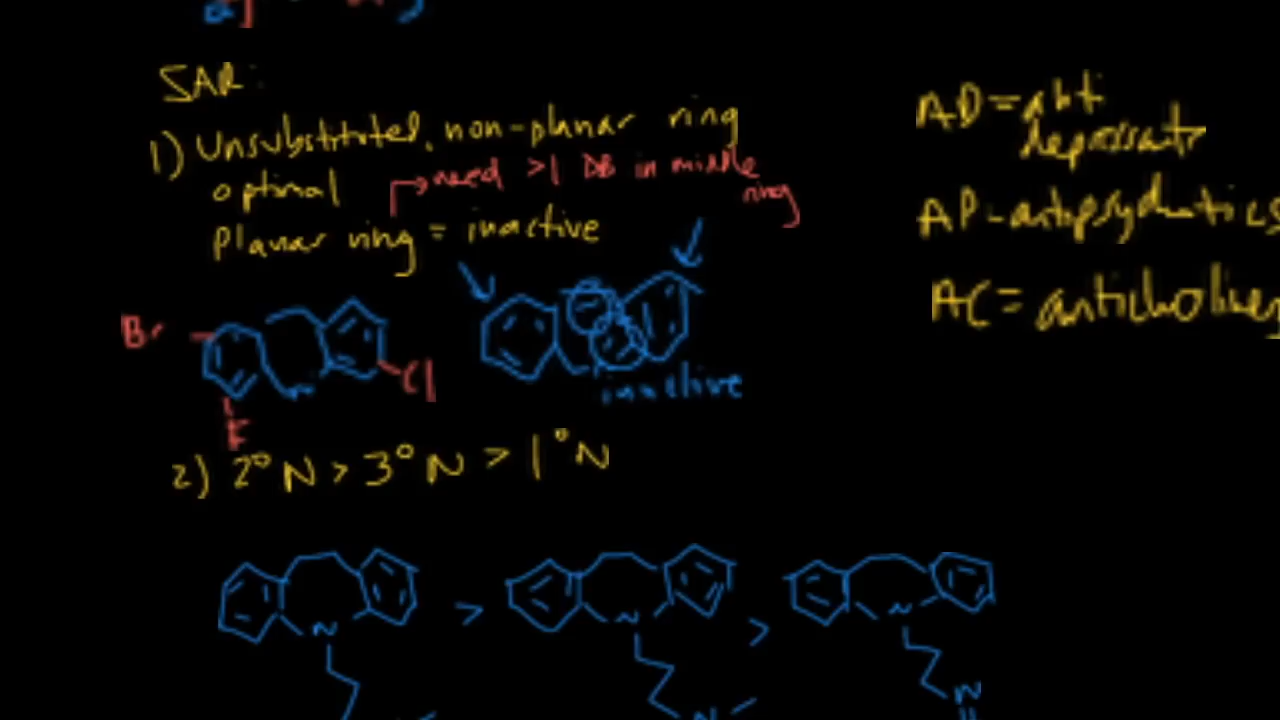 SAR:
1) Unsubstituted, non-planar ring
optimal
need >1 DB in middle
ring
Planar ring = inactive
Br
Cl
F
inactive
2) 2° N > 3° N > 1° N
N > N > N
N N
AD = anti
depressants
AP - antipsychotics
AC =